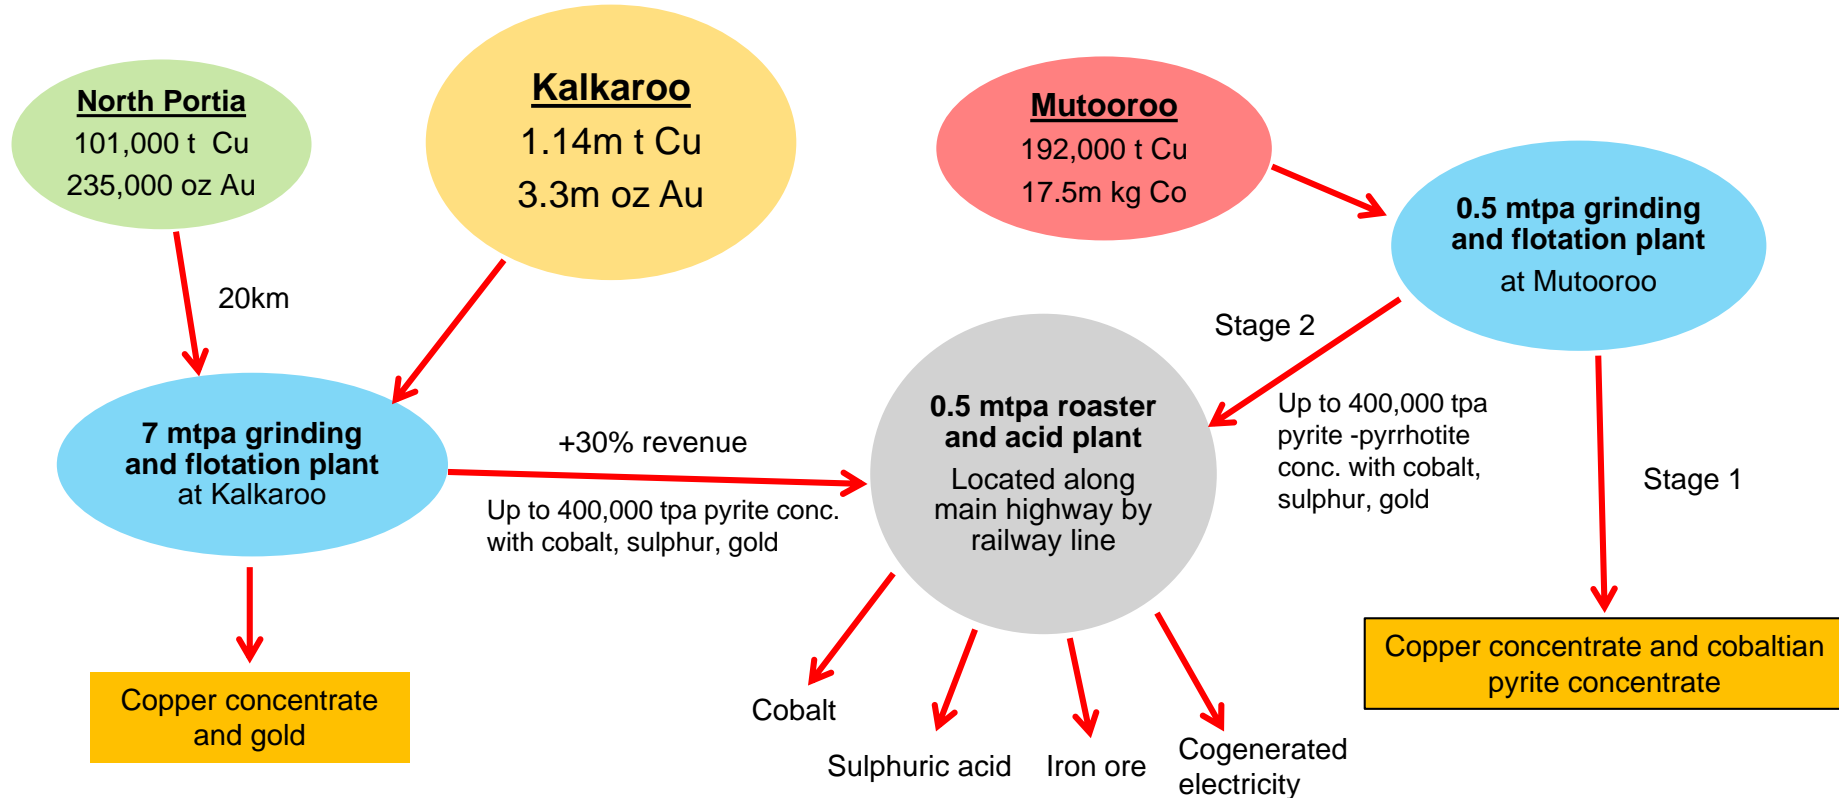 North Portia
101,000 t Cu
235,000 oz Au
Kalkaroo
1.14m t Cu
3.3m oz Au
Mutooroo
192,000 t Cu
17.5m kg Co
0.5 mtpa grinding
and flotation plant
at Mutooroo
20km
Stage 2
7 mtpa grinding
and flotation plant
at Kalkaroo
+30% revenue
Up to 400,000 tpa pyrite conc.
with cobalt, sulphur, gold
0.5 mtpa roaster
and acid plant
Located along
main highway by
railway line
Up to 400,000 tpa
pyrite -pyrrhotite
conc. with cobalt,
sulphur, gold
Stage 1
Copper concentrate
and gold
Cobalt
Sulphuric acid
Iron ore
Cogenerated
electricity
Copper concentrate and cobaltian
pyrite concentrate